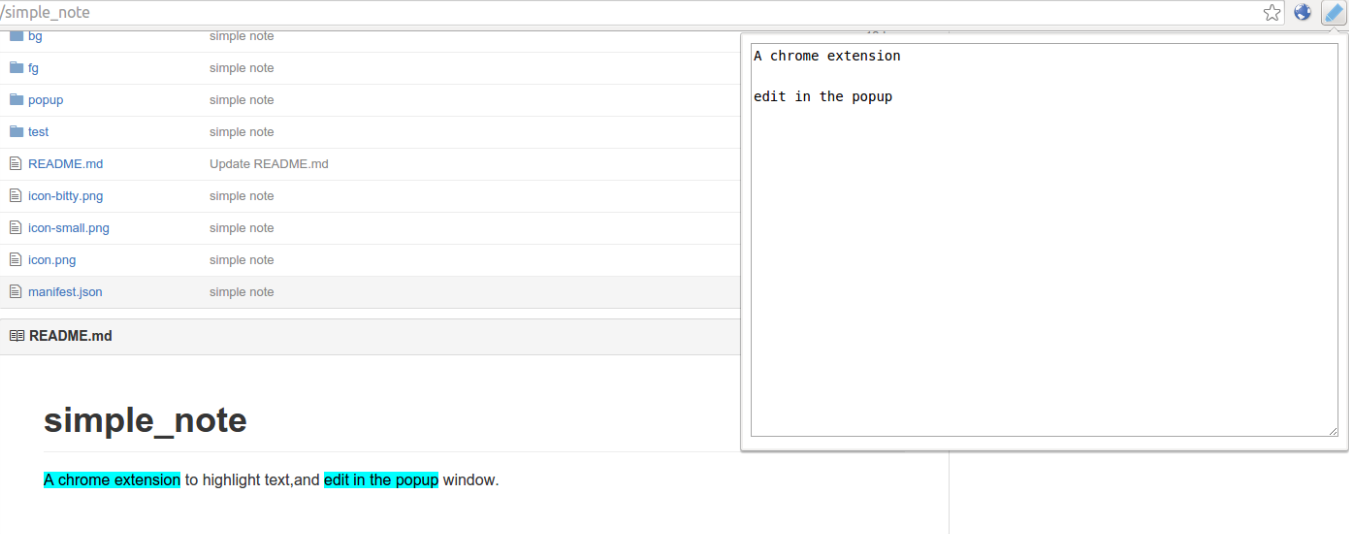 /simple_note
bg simple note
fg simple note
popup simple note
test simple note
README.md Update README.md
icon-bitty.png simple note
icon-small.png simple note
icon.png simple note
manifest.json simple note
README.md
simple_note
A chrome extension to highlight text,and edit in the popup window.
A chrome extension
edit in the popup